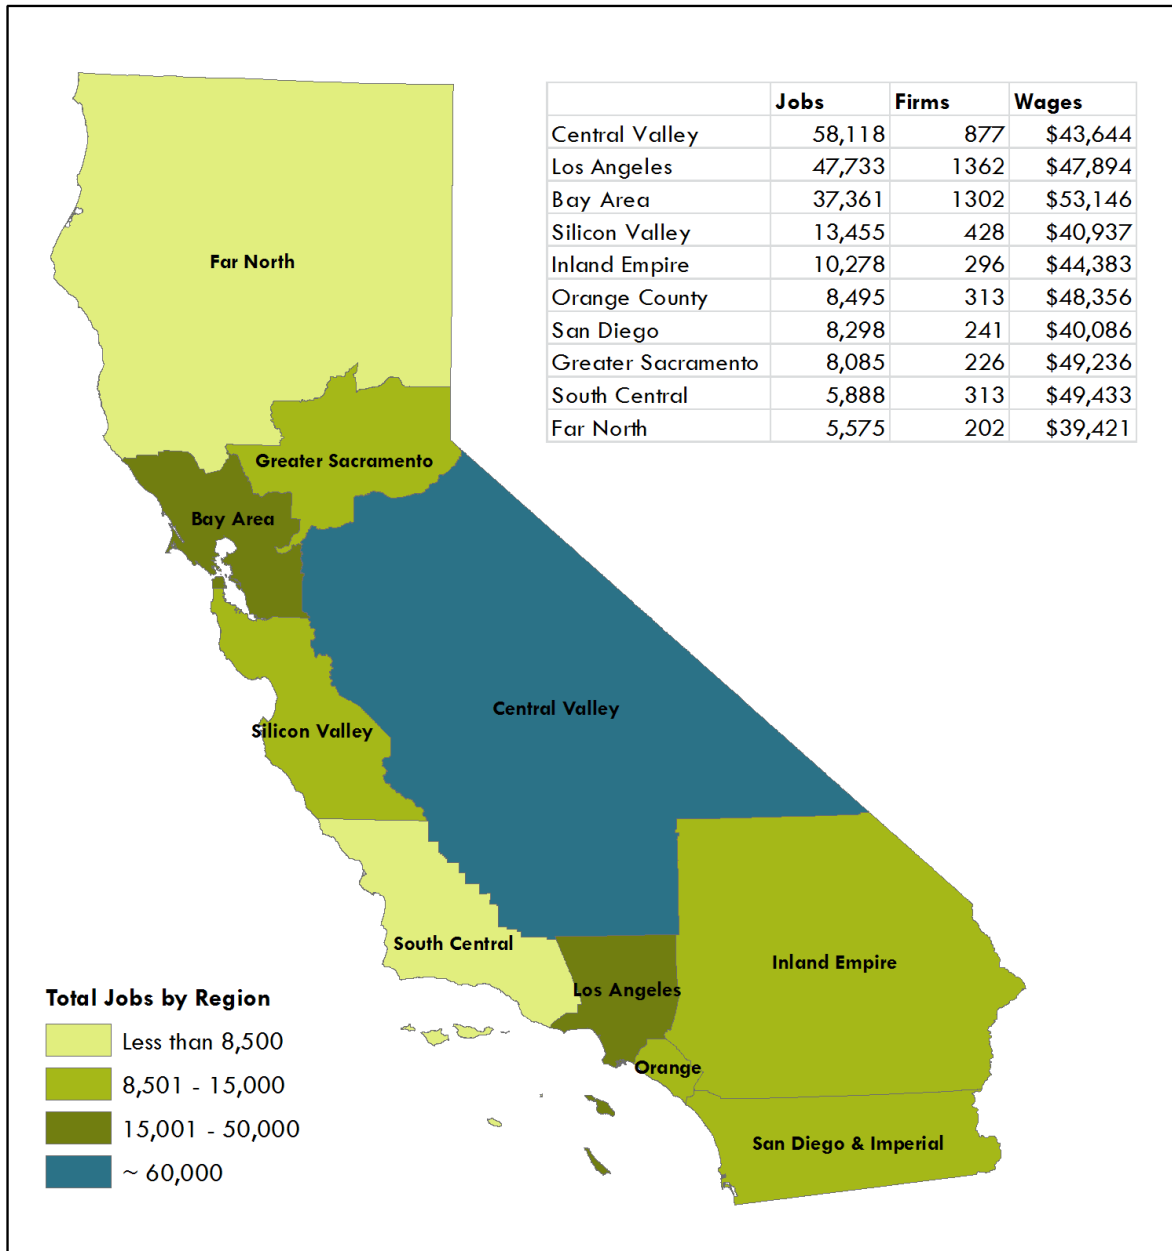 Jobs Firms Wages
Central Valley 58,118 877 $43,644
Los Angeles 47,733 1362 $47,894
Bay Area 37,361 1302 $53,146
Silicon Valley 13,455 428 $40,937
Inland Empire 10,278 296 $44,383
Orange County 8,495 313 $48,356
San Diego 8,298 241 $40,086
Greater Sacramento 8,085 226 $49,236
South Central 5,888 313 $49,433
Far North 5,575 202 $39,421
Far North
Greater Sacramento
Bay Area
Central Valley
Silicon Valley
South Central
Los Angeles
Inland Empire
Orange
San Diego & Imperial
Total Jobs by Region
Less than 8,500
8,501 - 15,000
15,001 - 50,000
~ 60,000